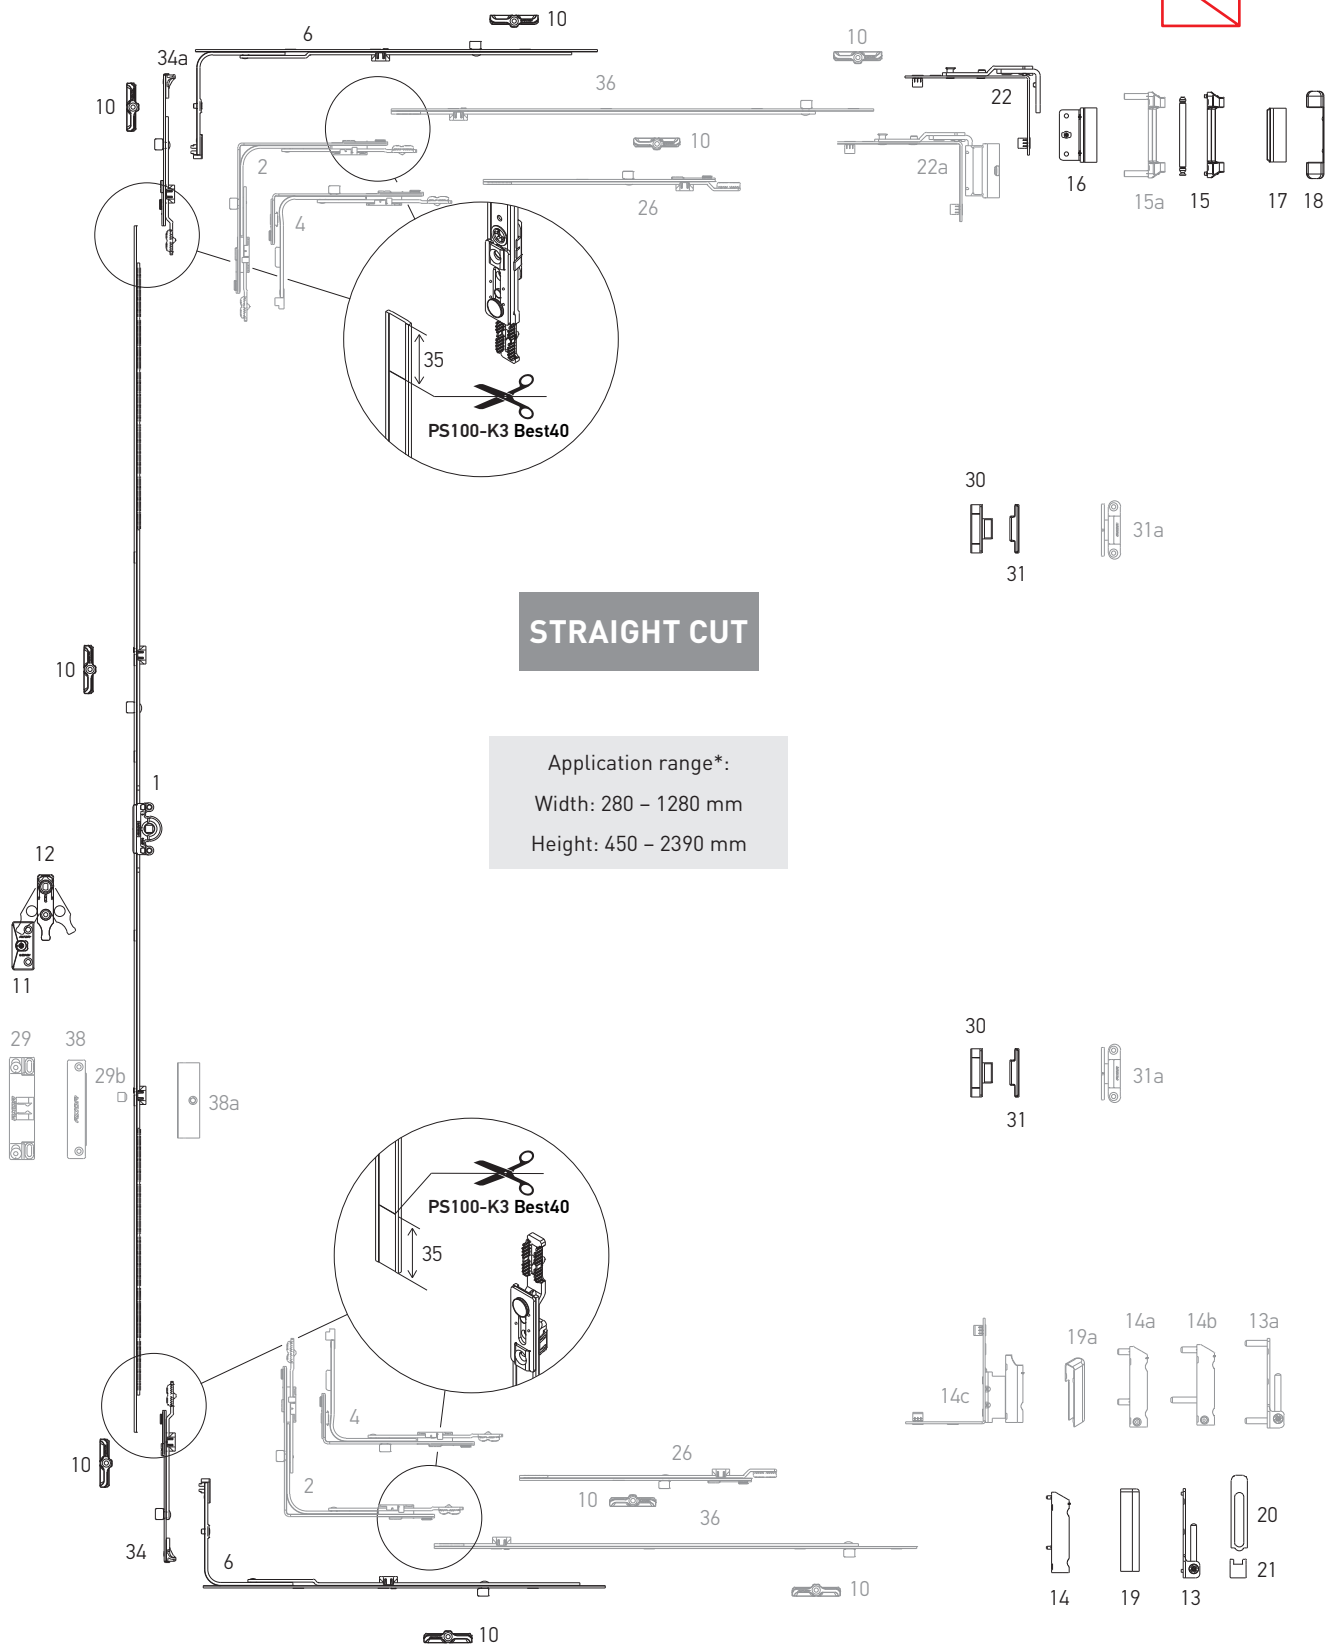 10
6
34a
10
10
36
22
10
2
22a
16
15a
15
17
18
4
26
35
PS100-K3 Best40
30
31a
31
STRAIGHT CUT
10
Application range*:
Width: 280 – 1280 mm
Height: 450 – 2390 mm
1
12
11
29
38
29b
38a
30
31a
31
PS100-K3 Best40
35
19a
14a
14b
13a
14c
4
10
26
2
10
36
20
34
6
21
10
14
19
13
10